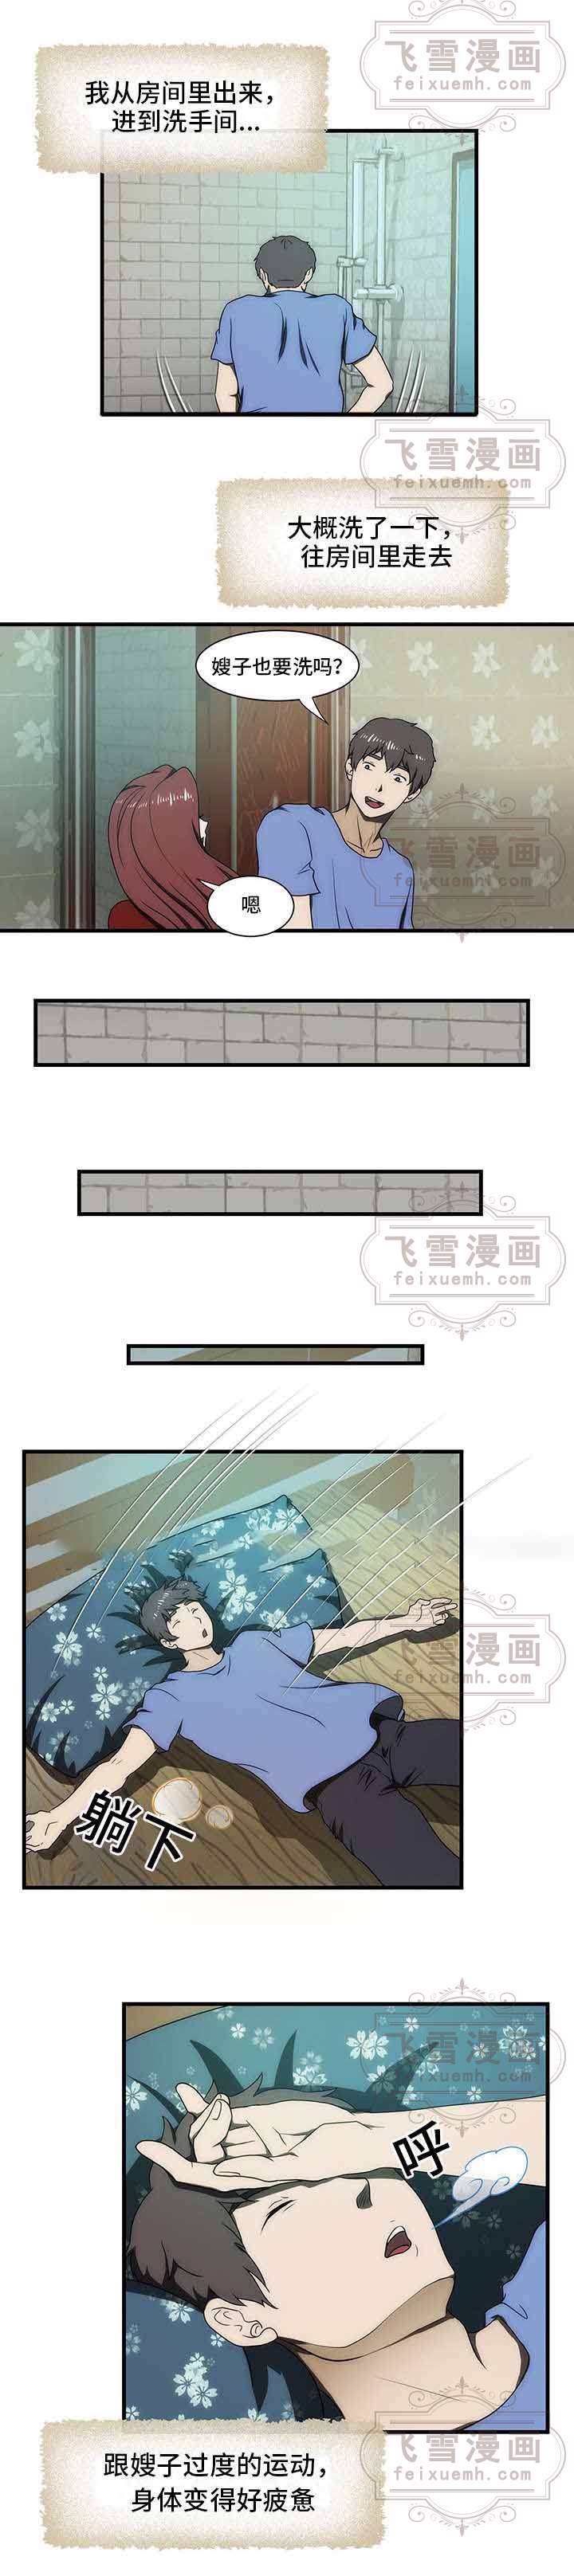 飞雪漫画
feixuemh.com
我从房间里出来，
进到洗手间...
飞雪漫画
feixuemh.com
大概洗了一下，
往房间里走去
嫂子也要洗吗？
飞雪漫画
feixuemh.com
嗯
飞雪漫画
feixuemh.com
飞雪漫画
feixuemh.com
躺下
飞雪漫画
feixuemh.com
呼
飞雪漫画
feixuemh.com
跟嫂子过度的运动，
身体变得好疲惫